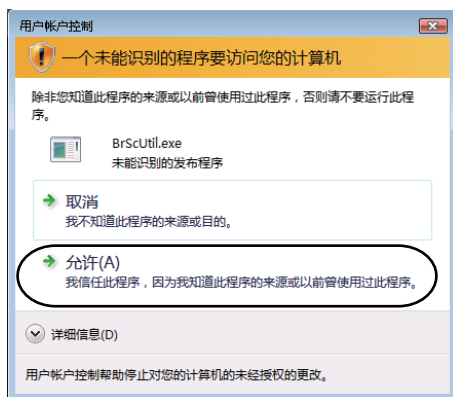 用户帐户控制
一个未能识别的程序要访问您的计算机
除非您知道此程序的来源或以前曾使用过此程序，否则请不要运行此程
序。
BrScUtil.exe
未能识别的发布程序
取消
我不知道此程序的来源或目的。
允许(A)
我信任此程序，因为我知道此程序的来源或以前曾使用过此程序。
详细信息(D)
用户帐户控制帮助停止对您的计算机的未经授权的更改。